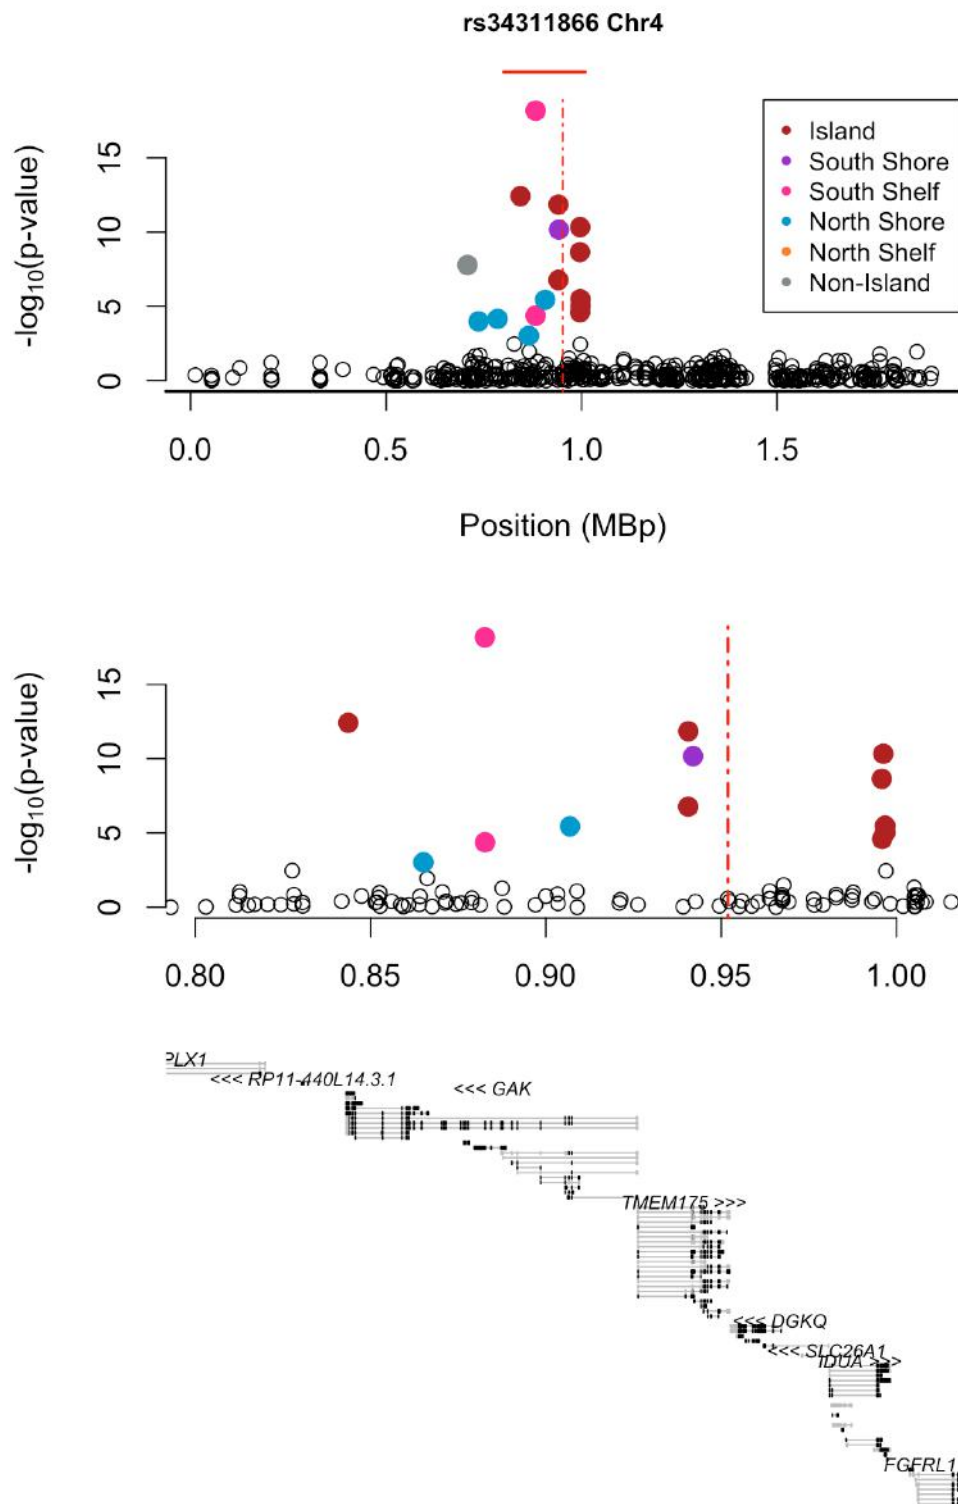 rs34311866 Chr4
-log10(p-value)
15
10
5
0
Island
South Shore
South Shelf
North Shore
North Shelf
Non-Island
0.0 0.5 1.0 1.5
Position (MBp)
-log10(p-value)
15
10
5
0
0.80 0.85 0.90 0.95 1.00
PLX1
<<< RP11-440L14.3.1
<<< GAK
TMEM175 >>>
<<< DGKQ
<<< SLC26A1
IDUA >>>
FGFRL1